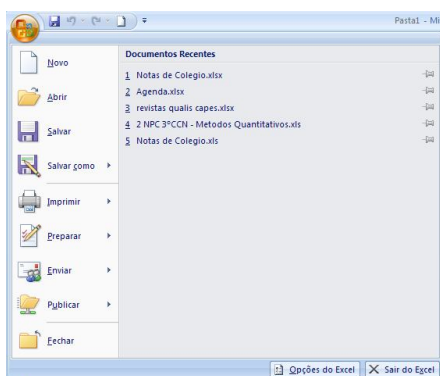 Pasta1 - Mi
Novo
Abrir
Salvar
Salvar como
Imprimir
Preparar
Enviar
Publicar
Fechar
Documentos Recentes
1 Notas de Colegio.xlsx
2 Agenda.xlsx
3 revistas qualis capes.xlsx
4 2 NPC 3°CCN - Metodos Quantitativos.xls
5 Notas de Colegio.xls
Opções do Excel
Sair do Excel